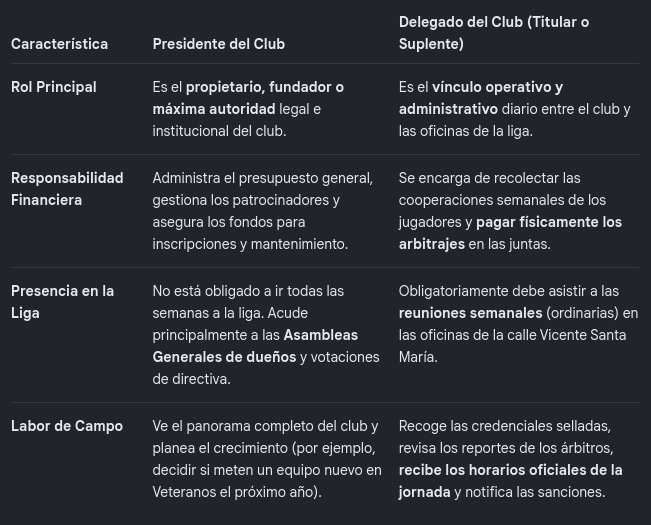 Característica
Presidente del Club
Delegado del Club (Titular o
Suplente)
Rol Principal
Es el propietario, fundador o
máxima autoridad legal e
institucional del club.
Es el vínculo operativo y
administrativo diario entre el club y
las oficinas de la liga.
Responsabilidad
Financiera
Administra el presupuesto general,
gestiona los patrocinadores y
asegura los fondos para
inscripciones y mantenimiento.
Se encarga de recolectar las
cooperaciones semanales de los
jugadores y pagar físicamente los
arbitrajes en las juntas.
Presencia en la
Liga
No está obligado a ir todas las
semanas a la liga. Acude
principalmente a las Asambleas
Generales de dueños y votaciones
de directiva.
Obligatoriamente debe asistir a las
reuniones semanales (ordinarias) en
las oficinas de la calle Vicente Santa
María.
Labor de Campo
Ve el panorama completo del club y
planea el crecimiento (por ejemplo,
decidir si meten un equipo nuevo en
Veteranos el próximo año).
Recoge las credenciales selladas,
revisa los reportes de los árbitros,
recibe los horarios oficiales de la
jornada y notifica las sanciones.